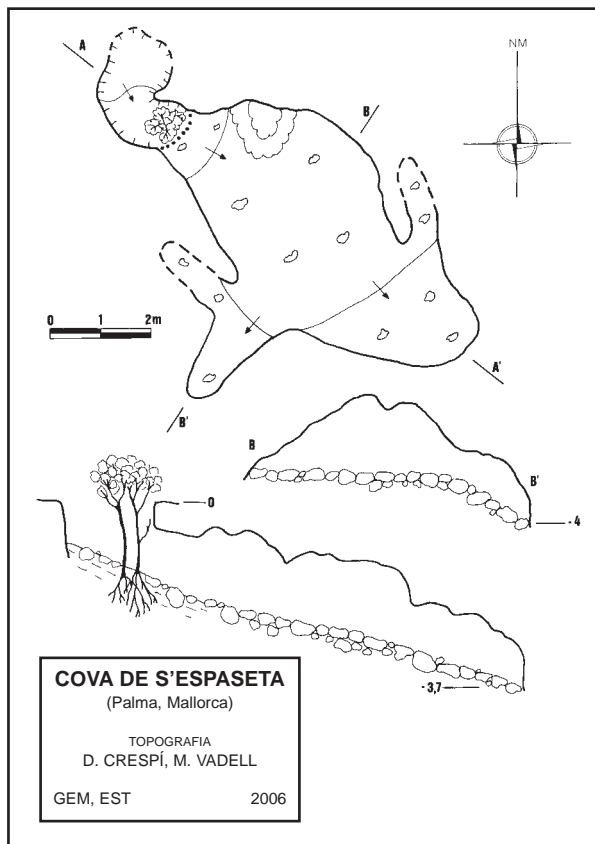 A
NM
B
0 1 2m
A'
B'
B
B'
0
- 4
- 3,7
COVA DE S'ESPASETA
(Palma, Mallorca)
TOPOGRAFIA
D. CRESPÍ, M. VADELL
GEM, EST 2006